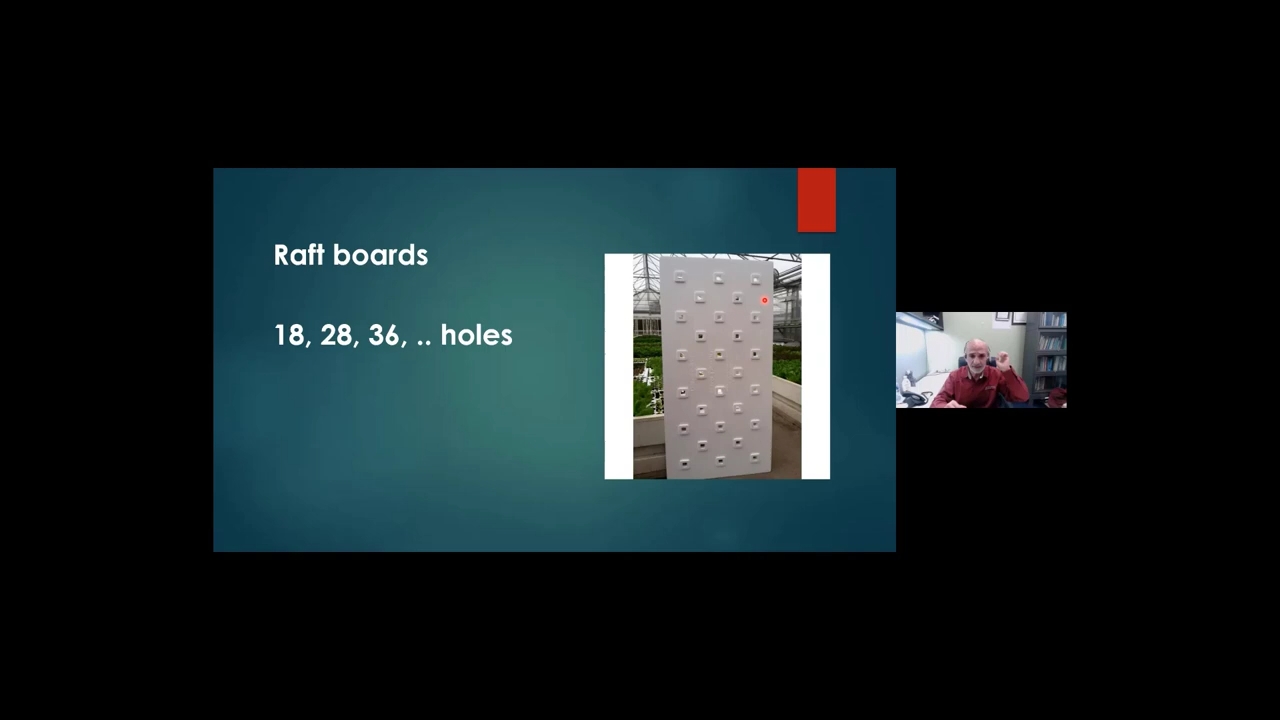 Raft boards
18, 28, 36, .. holes